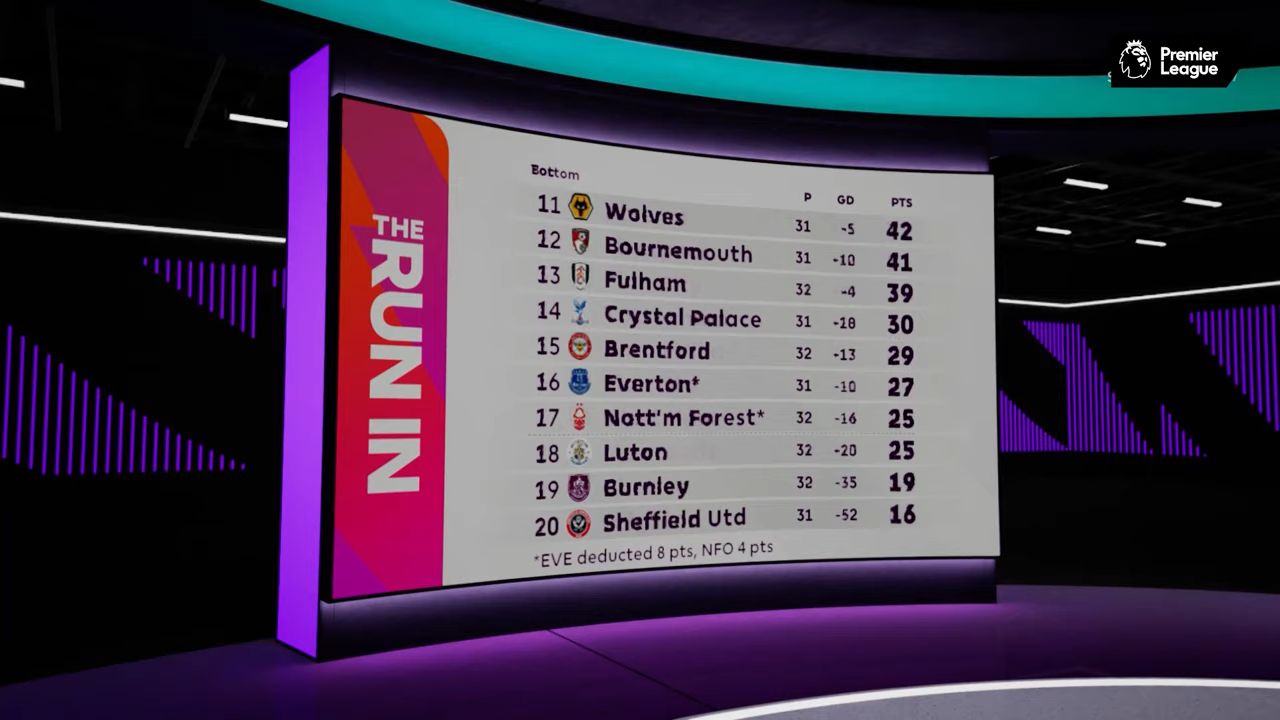 Premier
League
THE
RUN IN
Bottom
P GD PTS
11 Wolves 31 -5 42
12 Bournemouth 31 -10 41
13 Fulham 32 -4 39
14 Crystal Palace 31 -18 30
15 Brentford 32 -13 29
16 Everton* 31 -10 27
17 Nott'm Forest* 32 -16 25
18 Luton 32 -20 25
19 Burnley 32 -35 19
20 Sheffield Utd 31 -52 16
*EVE deducted 8 pts, NFO 4 pts